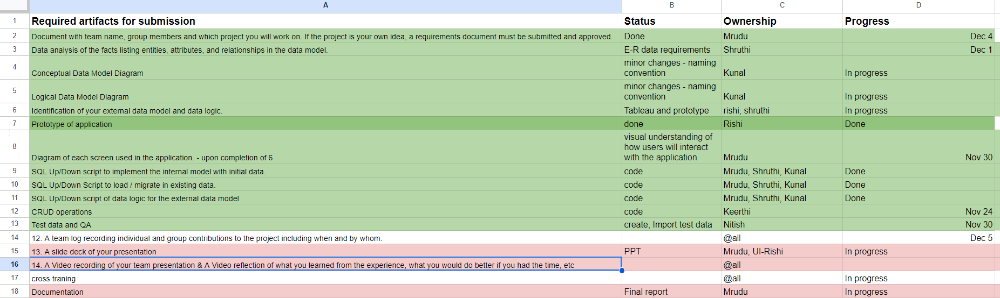 A B C D
1 Required artifacts for submission Status Ownership Progress
2 Document with team name, group members and which project you will work on. If the project is your own idea, a requirements document must be submitted and approved. Done Mrudu Dec 4
3 Data analysis of the facts listing entities, attributes, and relationships in the data model. E-R data requirements Shruthi Dec 1
4 minor changes - naming
Conceptual Data Model Diagram convention Kunal In progress
5 minor changes - naming
Logical Data Model Diagram convention Kunal In progress
6 Identification of your external data model and data logic. Tableau and prototype rishi, shruthi In progress
7 Prototype of application done Rishi Done
visual understanding of
8 how users will interact
Diagram of each screen used in the application. - upon completion of 6 with the application Mrudu Nov 30
9 SQL Up/Down script to implement the internal model with initial data. code Mrudu, Shruthi, Kunal Done
10 SQL Up/Down Script to load / migrate in existing data. code Mrudu, Shruthi, Kunal Done
11 SQL Up/Down script of data logic for the external data model code Mrudu, Shruthi, Kunal Done
12 CRUD operations code Keerthi Nov 24
13 Test data and QA create, Import test data Nitish Nov 30
14 12. A team log recording individual and group contributions to the project including when and by whom. @all Dec 5
15 13. A slide deck of your presentation PPT Mrudu, UI-Rishi In progress
16 14. A Video recording of your team presentation & A Video reflection of what you learned from the experience, what you would do better if you had the time, etc @all
17 cross traning @all In progress
18 Documentation Final report Mrudu In progress